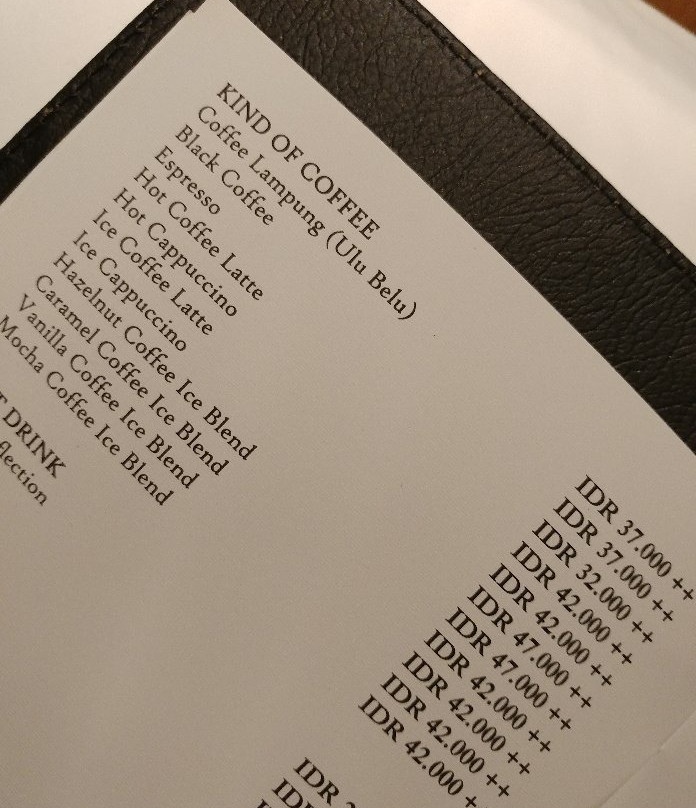 KIND OF COFFEE
Coffee Lampung (Ulu Belu) IDR 37.000 ++
Black Coffee IDR 37.000 ++
Espresso IDR 32.000 ++
Hot Coffee Latte IDR 42.000 ++
Hot Cappuccino IDR 42.000 ++
Ice Coffee Latte IDR 47.000 ++
Ice Cappuccino IDR 47.000 ++
Hazelnut Coffee Ice Blend IDR 42.000 ++
Caramel Coffee Ice Blend IDR 42.000 ++
Vanilla Coffee Ice Blend IDR 42.000 ++
Mocha Coffee Ice Blend IDR 42.000 +
DRINK
IDR
IDR